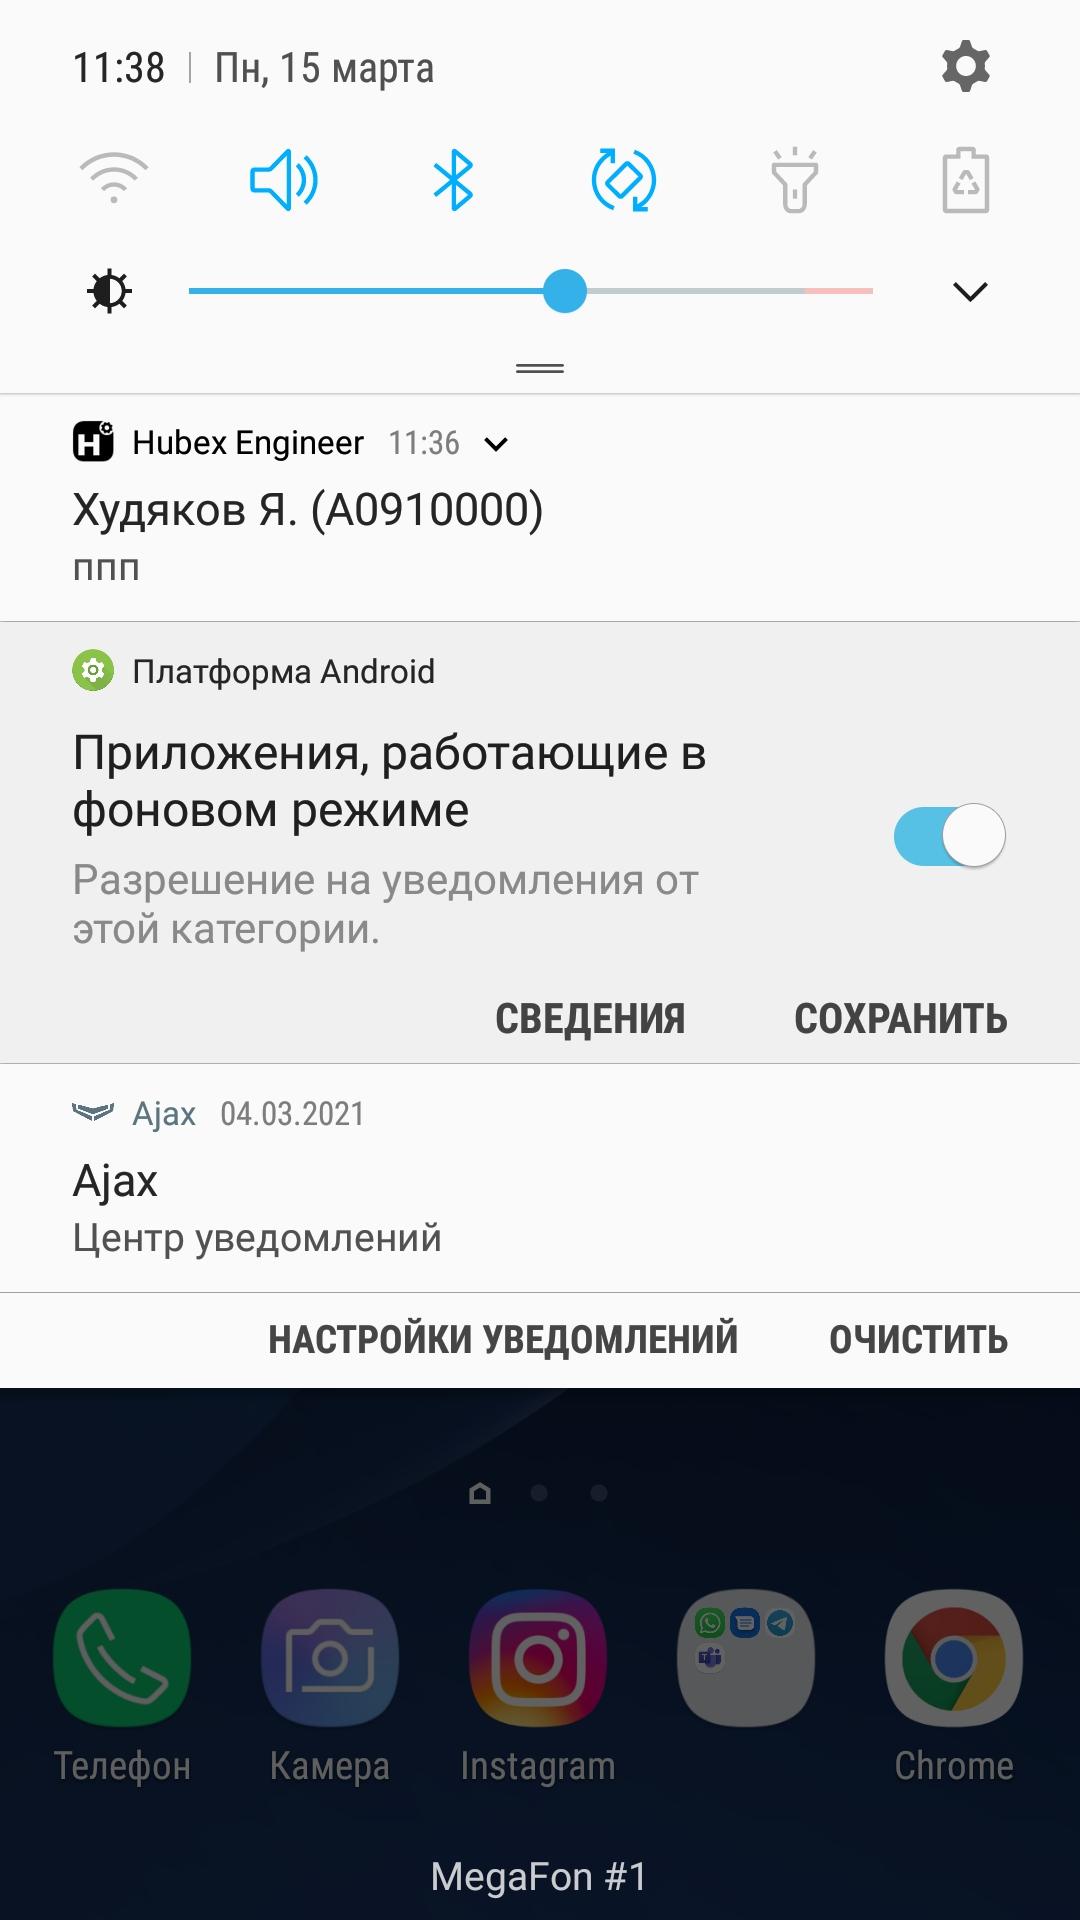 11:38 | Пн, 15 марта
Hubex Engineer 11:36
Худяков Я. (A0910000)
ппп
Платформа Android
Приложения, работающие в
фоновом режиме
Разрешение на уведомления от
этой категории.
СВЕДЕНИЯ СОХРАНИТЬ
Ajax 04.03.2021
Ajax
Центр уведомлений
НАСТРОЙКИ УВЕДОМЛЕНИЙ ОЧИСТИТЬ
Телефон Камера Instagram Chrome
MegaFon #1